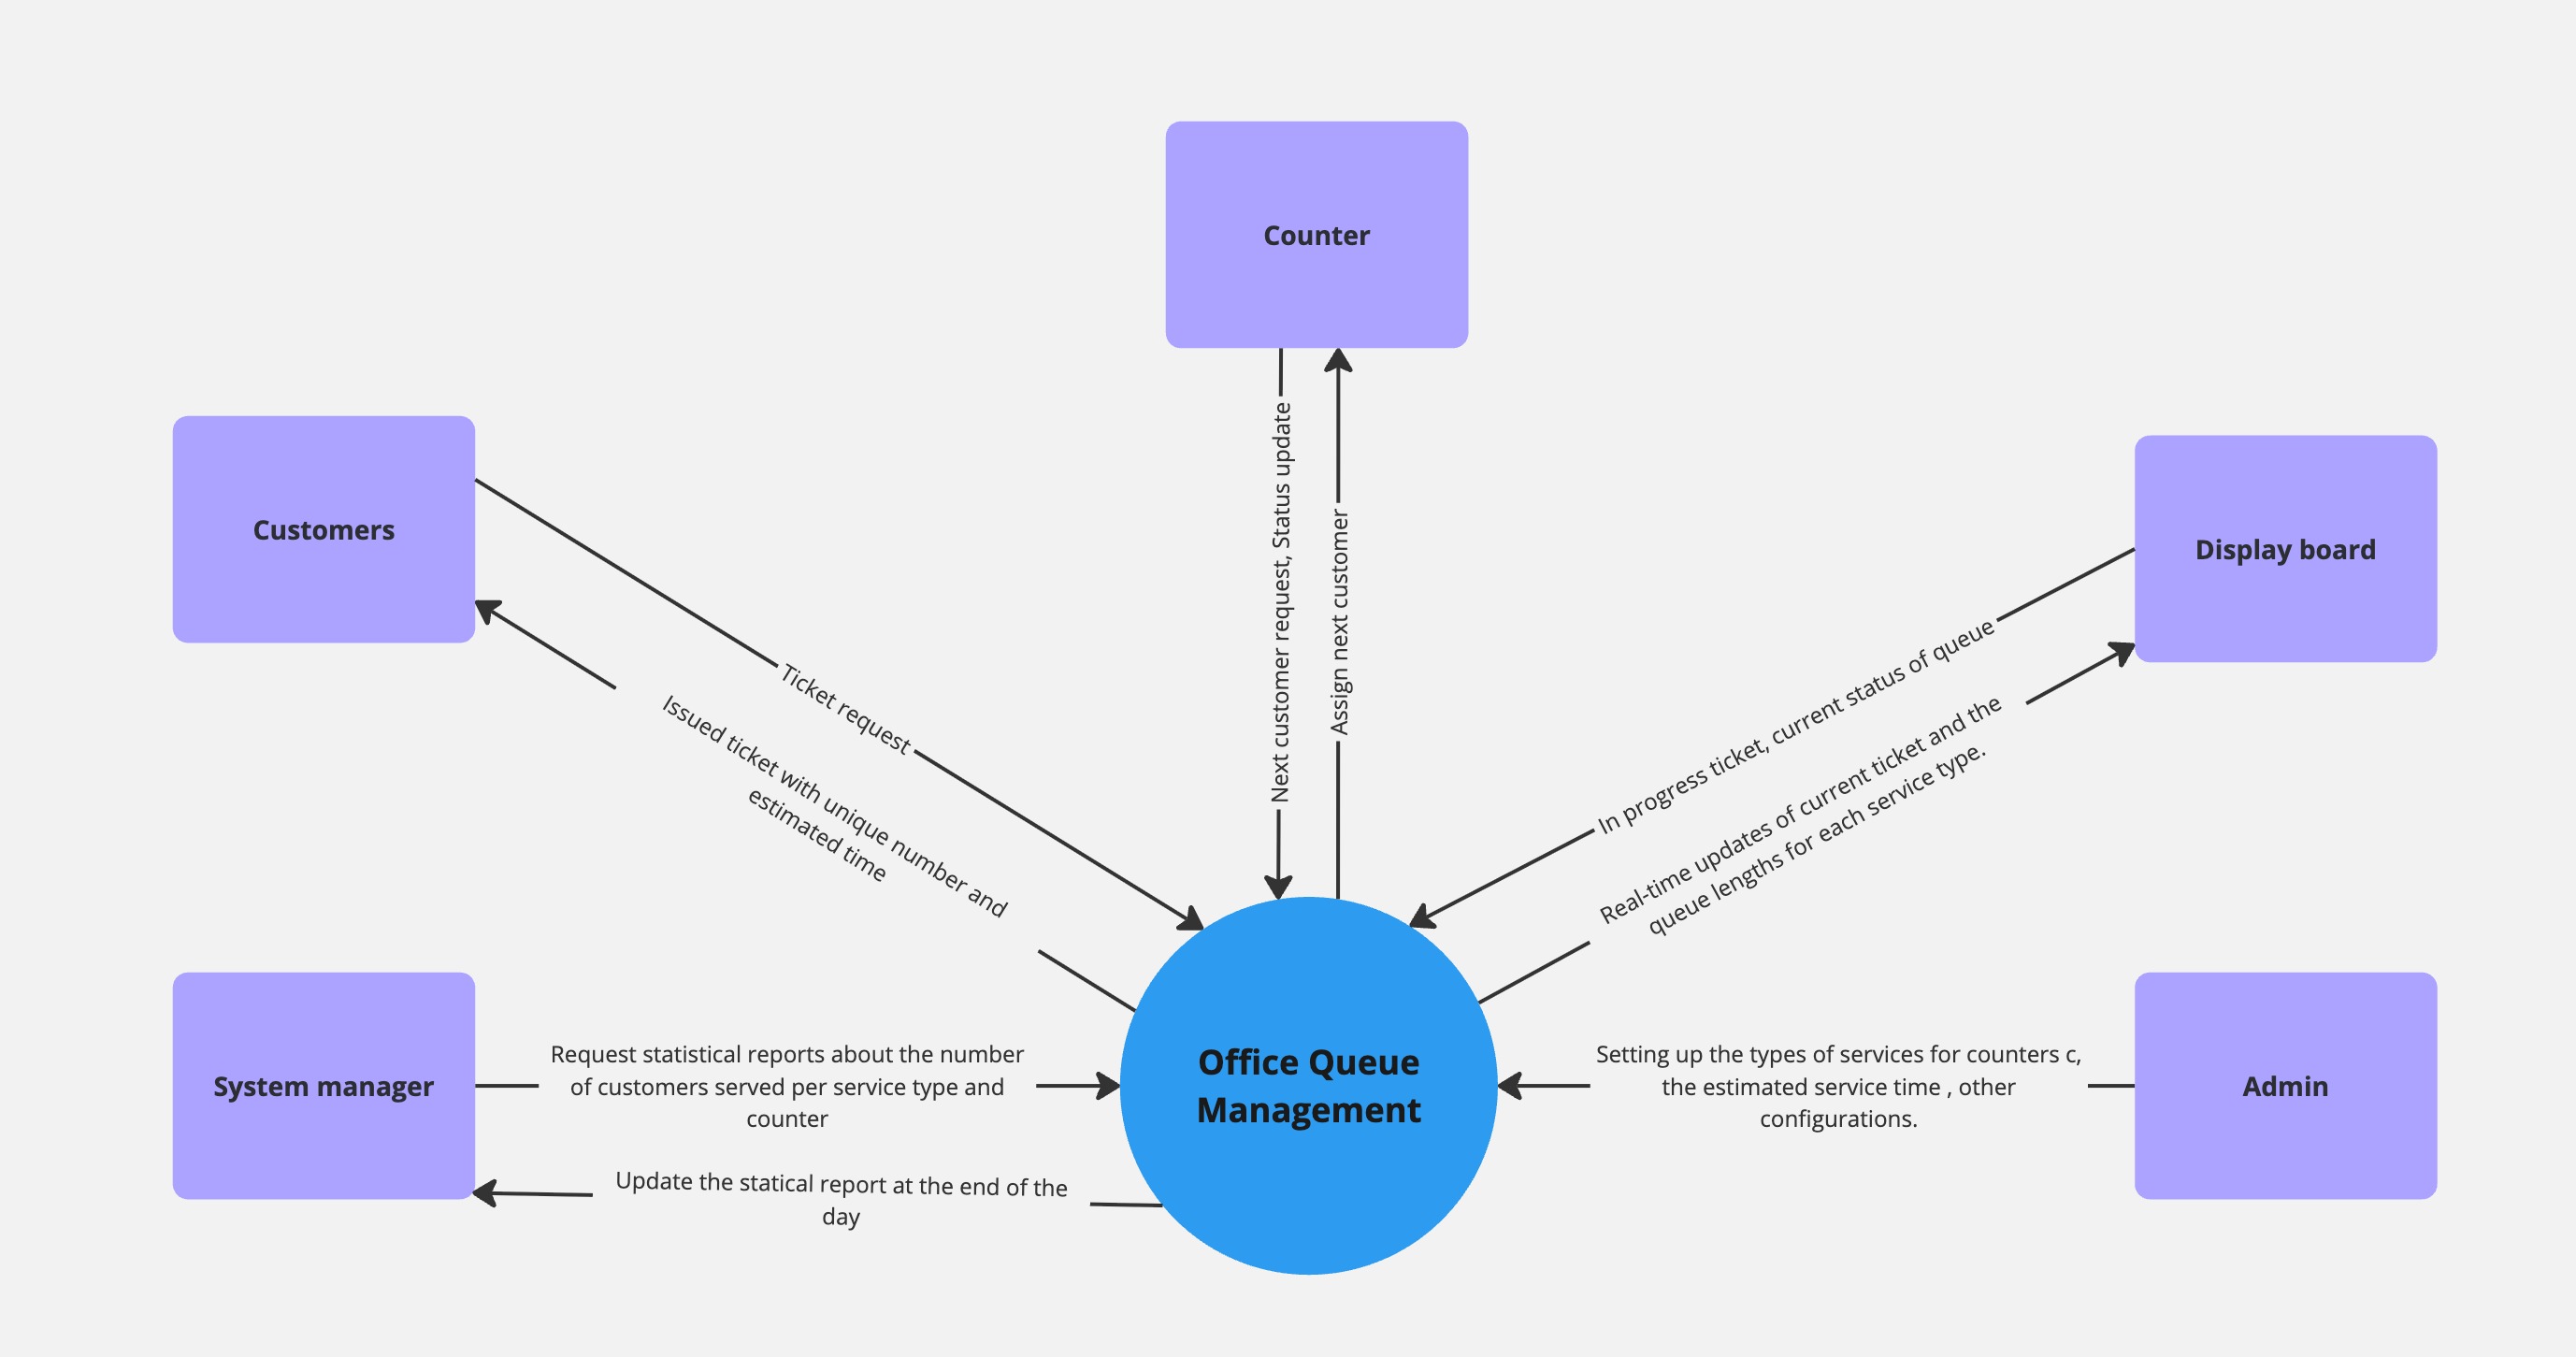 Counter
Customers
Display board
Next customer request, Status update
Assign next customer
Ticket request
Issued ticket with unique number and
estimated time
In progress ticket, current status of queue
Real-time updates of current ticket and the
queue lengths for each service type.
System manager
Request statistical reports about the number
of customers served per service type and
counter
Update the statical report at the end of the
day
Office Queue
Management
Setting up the types of services for counters c,
the estimated service time , other
configurations.
Admin